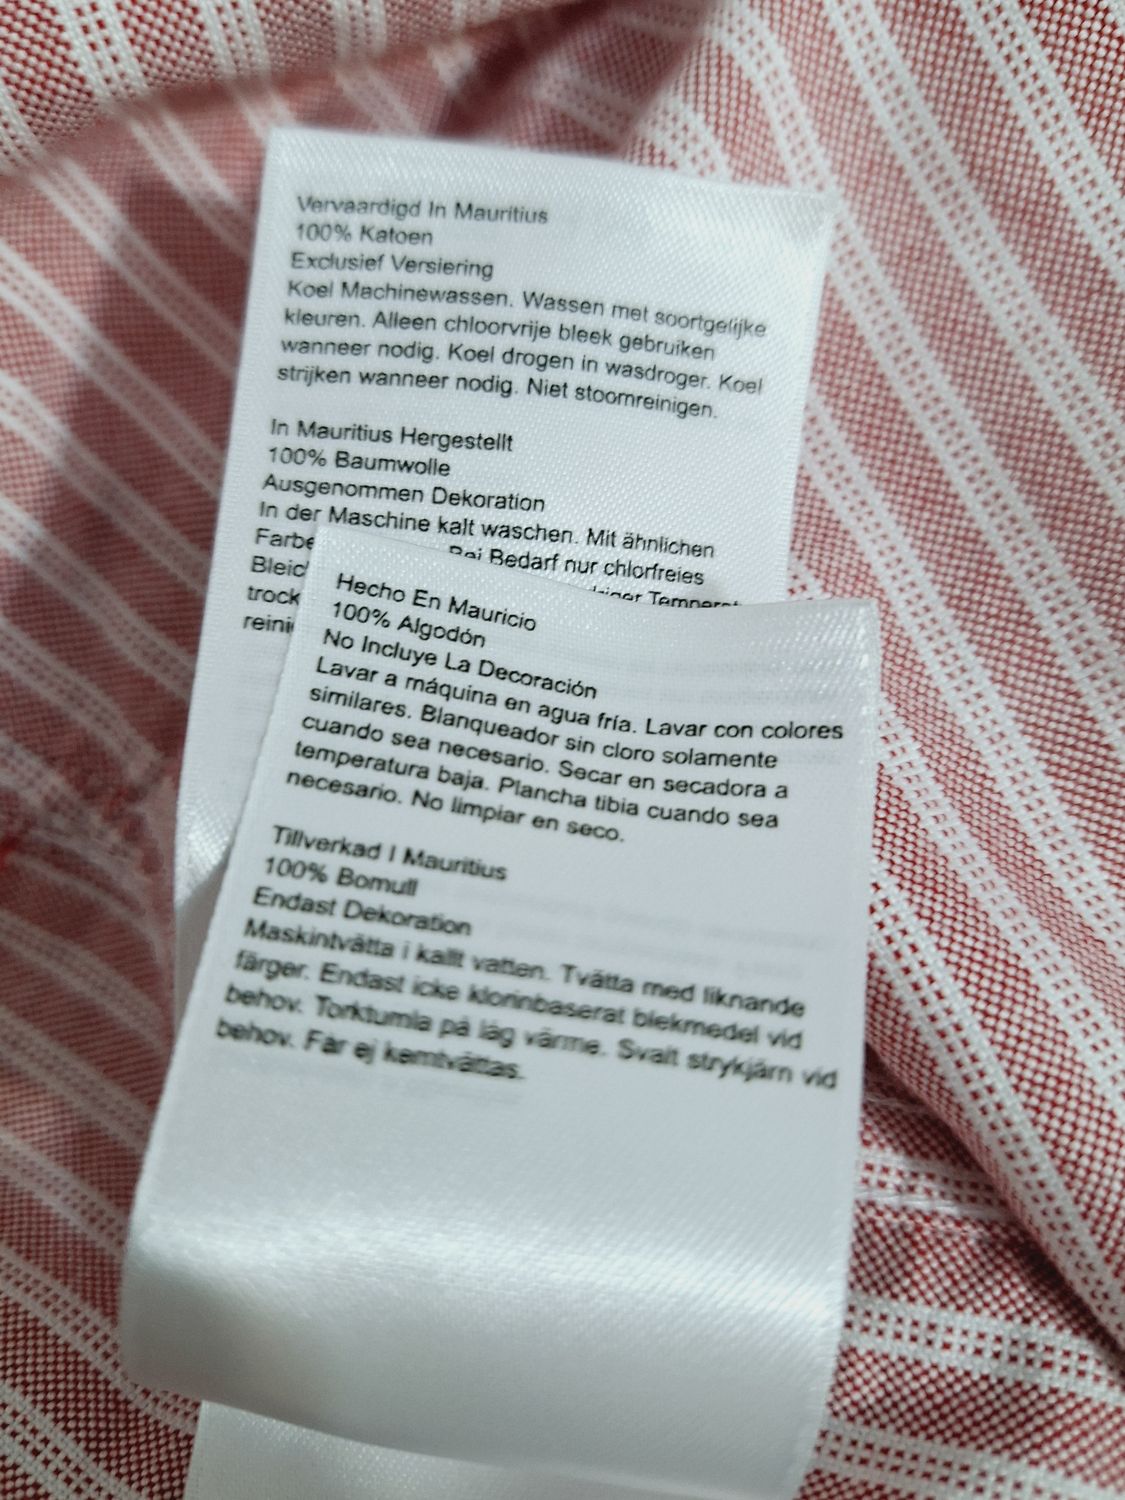 Vervaardigd In Mauritius
100% Katoen
Exclusief Versiering
Koel Machinewassen. Wassen met soortgelijke
kleuren. Alleen chloorvrije bleek gebruiken
wanneer nodig. Koel drogen in wasdroger. Koel
strijken wanneer nodig. Niet stoomreinigen.
In Mauritius Hergestellt
100% Baumwolle
Ausgenommen Dekoration
In der Maschine kalt waschen. Mit ähnlichen
Farbe Bei Bedarf nur chlorfreies
Bleic
trock
reini
Hecho En Mauricio
100% Algodón
No Incluye La Decoración
Lavar a máquina en agua fría. Lavar con colores
similares. Blanqueador sin cloro solamente
cuando sea necesario. Secar en secadora a
temperatura baja. Plancha tibia cuando sea
necesario. No limpiar en seco.
Tillverkad I Mauritius
100% Bomull
Endast Dekoration
Maskintvätta i kallt vatten. Tvätta med liknande
färger. Endast icke klorinbaserat blekmedel vid
behov. Torktumla på låg värme. Svalt strykjärn vid
behov. Får ej kemtvättas.